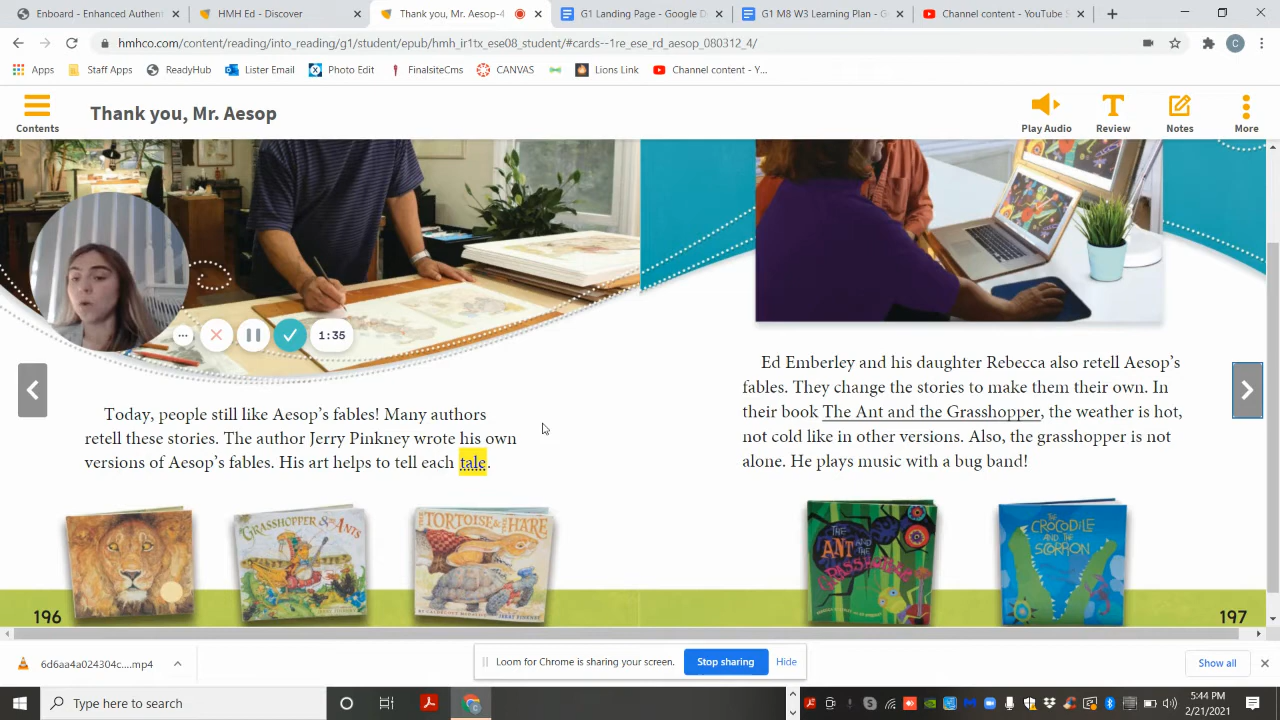 Enboard - Enhanced Authent
HMH Ed - Discover
Thank you, Mr. Aesop-4
G1 Landing Page - Google D
G1 M8 W3 Learning Plan - G
Channel content - YouTube S
hmhco.com/content/reading/into_reading/g1/student/epub/hmh_ir1tx_ese08_student/#cards--1re_ese_rd_aesop_080312_4/
C
Apps
Staff Apps
ReadyHub
Lister Email
Photo Edit
FinalsiteCms
CANVAS
Lions Link
Channel content - Y...
Contents
Thank you, Mr. Aesop
Play Audio
Review
Notes
More
1:35
Today, people still like Aesop's fables! Many authors
retell these stories. The author Jerry Pinkney wrote his own
versions of Aesop's fables. His art helps to tell each tale.
GRASSHOPPER & THE ANTS
THE TORTOISE & THE HARE
JERRY PINKNEY
196
Ed Emberley and his daughter Rebecca also retell Aesop's
fables. They change the stories to make them their own. In
their book The Ant and the Grasshopper, the weather is hot,
not cold like in other versions. Also, the grasshopper is not
alone. He plays music with a bug band!
THE ANT AND THE GRASSHOPPER
THE CROCODILE AND THE SCORPION
197
Loom for Chrome is sharing your screen.
Stop sharing
Hide
6d6aa4a024304c....mp4
Show all
Type here to search
5:44 PM
2/21/2021